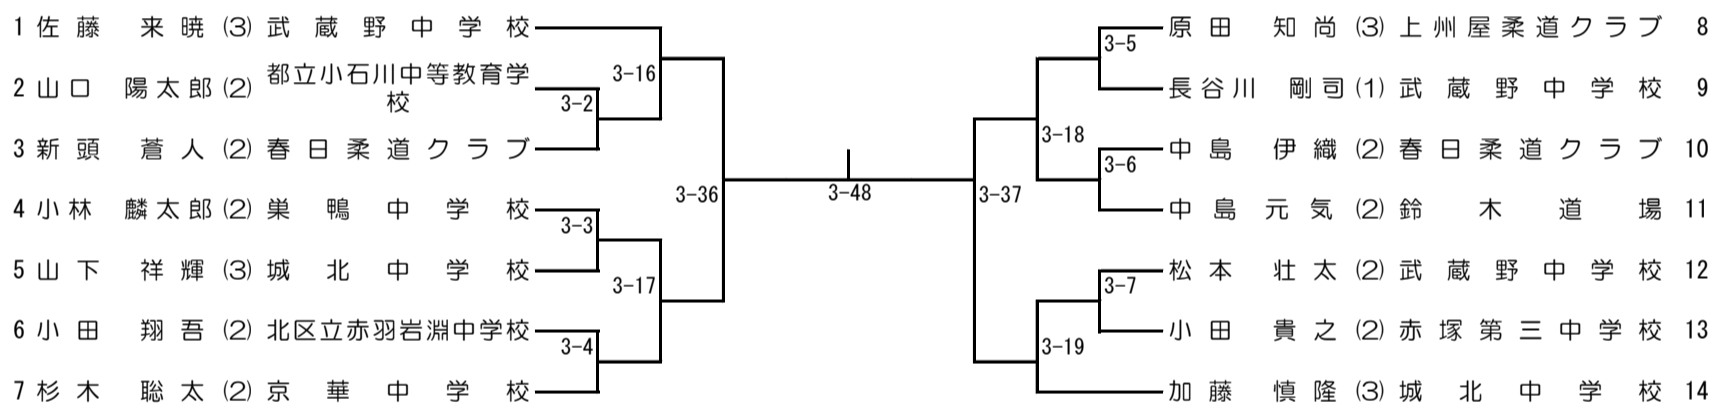 1 佐藤 来暁 (3) 武蔵野中学校
3-16
2 山口 陽太郎 (2) 都立小石川中等教育学
校
3-2
3 新頭 蒼人 (2) 春日柔道クラブ
3-36
4 小林 麟太郎 (2) 巣鴨中学校
3-3
5 山下 祥輝 (3) 城北中学校
3-17
6 小田 翔吾 (2) 北区立赤羽岩淵中学校
3-4
7 杉木 聡太 (2) 京華中学校
3-48
原田 知尚 (3) 上州屋柔道クラブ 8
3-5
長谷川 剛司 (1) 武蔵野中学校 9
3-18
中島 伊織 (2) 春日柔道クラブ 10
3-6
中島元気 (2) 鈴木道場 11
3-37
松本 壮太 (2) 武蔵野中学校 12
3-7
小田 貴之 (2) 赤塚第三中学校 13
3-19
加藤 慎隆 (3) 城北中学校 14